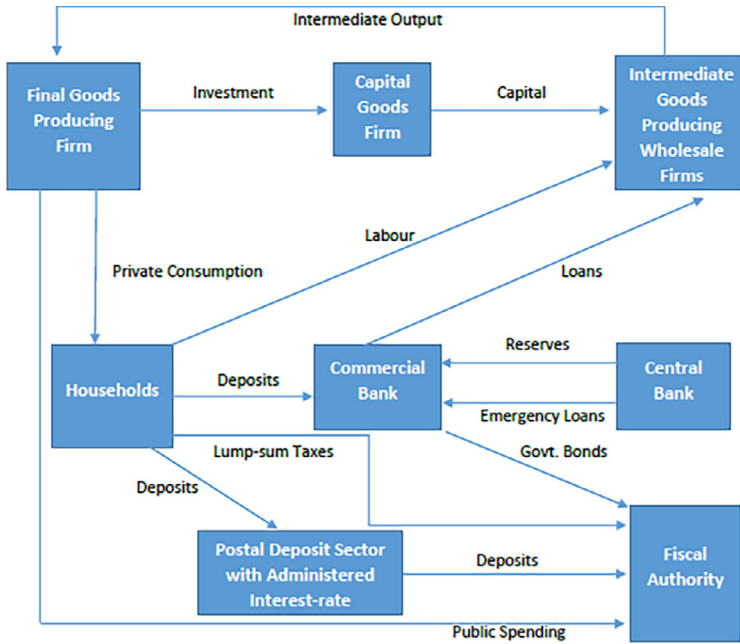 Intermediate Output
Final Goods
Producing
Firm
Investment
Capital
Goods
Firm
Capital
Intermediate
Goods
Producing
Wholesale
Firms
Labour
Loans
Private Consumption
Households
Deposits
Commercial
Bank
Reserves
Emergency Loans
Central
Bank
Lump-sum Taxes
Govt. Bonds
Deposits
Postal Deposit Sector
with Administered
Interest-rate
Deposits
Fiscal
Authority
Public Spending